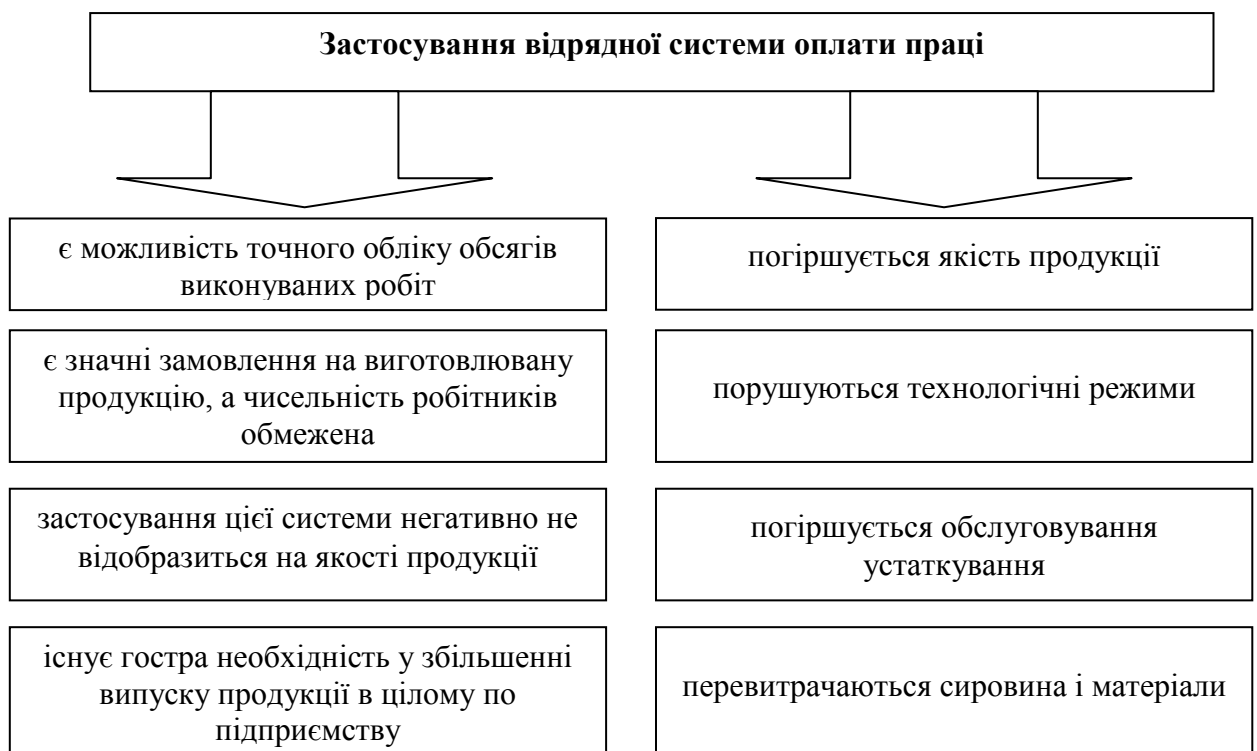 Застосування відрядної системи оплати праці
є можливість точного обліку обсягів
виконуваних робіт
є значні замовлення на виготовлювану
продукцію, а чисельність робітників
обмежена
застосування цієї системи негативно не
відобразиться на якості продукції
існує гостра необхідність у збільшенні
випуску продукції в цілому по
підприємству
погіршується якість продукції
порушуються технологічні режими
погіршується обслуговування
устаткування
перевитрачаються сировина і матеріали